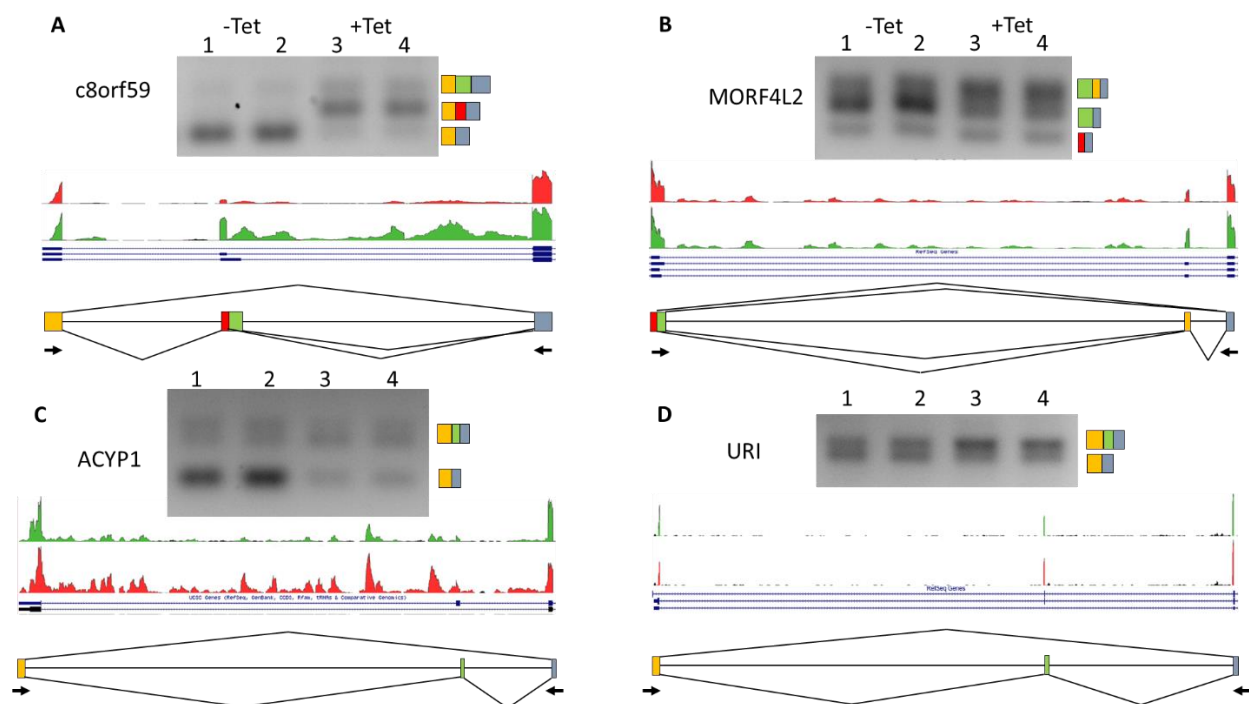 A
-Tet +Tet
1 2 3 4
c8orf59
B
-Tet +Tet
1 2 3 4
MORF4L2
RefSeq Genes
C
1 2 3 4
ACYP1
UCSC Genes (RefSeq, GenBank, CCDS, Rfam, tRNAs & Comparative Genomics)
D
1 2 3 4
URI
RefSeq Genes